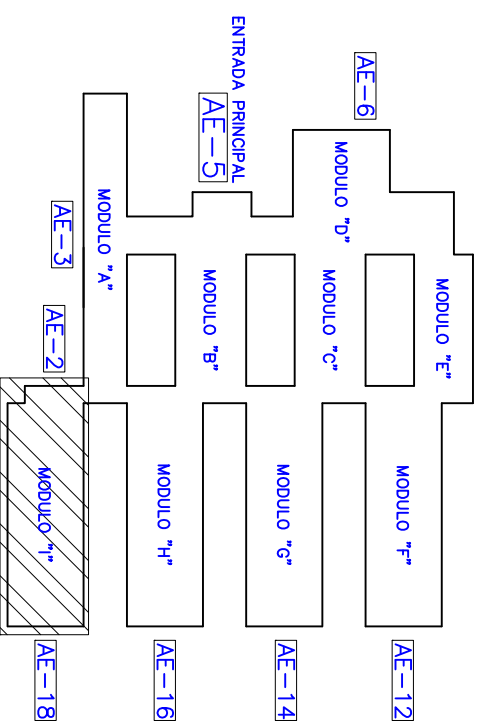 ENTRADA PRINCIPAL
AE-5
AE-6
AE-3
AE-2
MODULO "A"
MODULO "B"
MODULO "C"
MODULO "D"
MODULO "E"
MODULO "F"
MODULO "G"
MODULO "H"
MODULO "I"
AE-12
AE-14
AE-16
AE-18